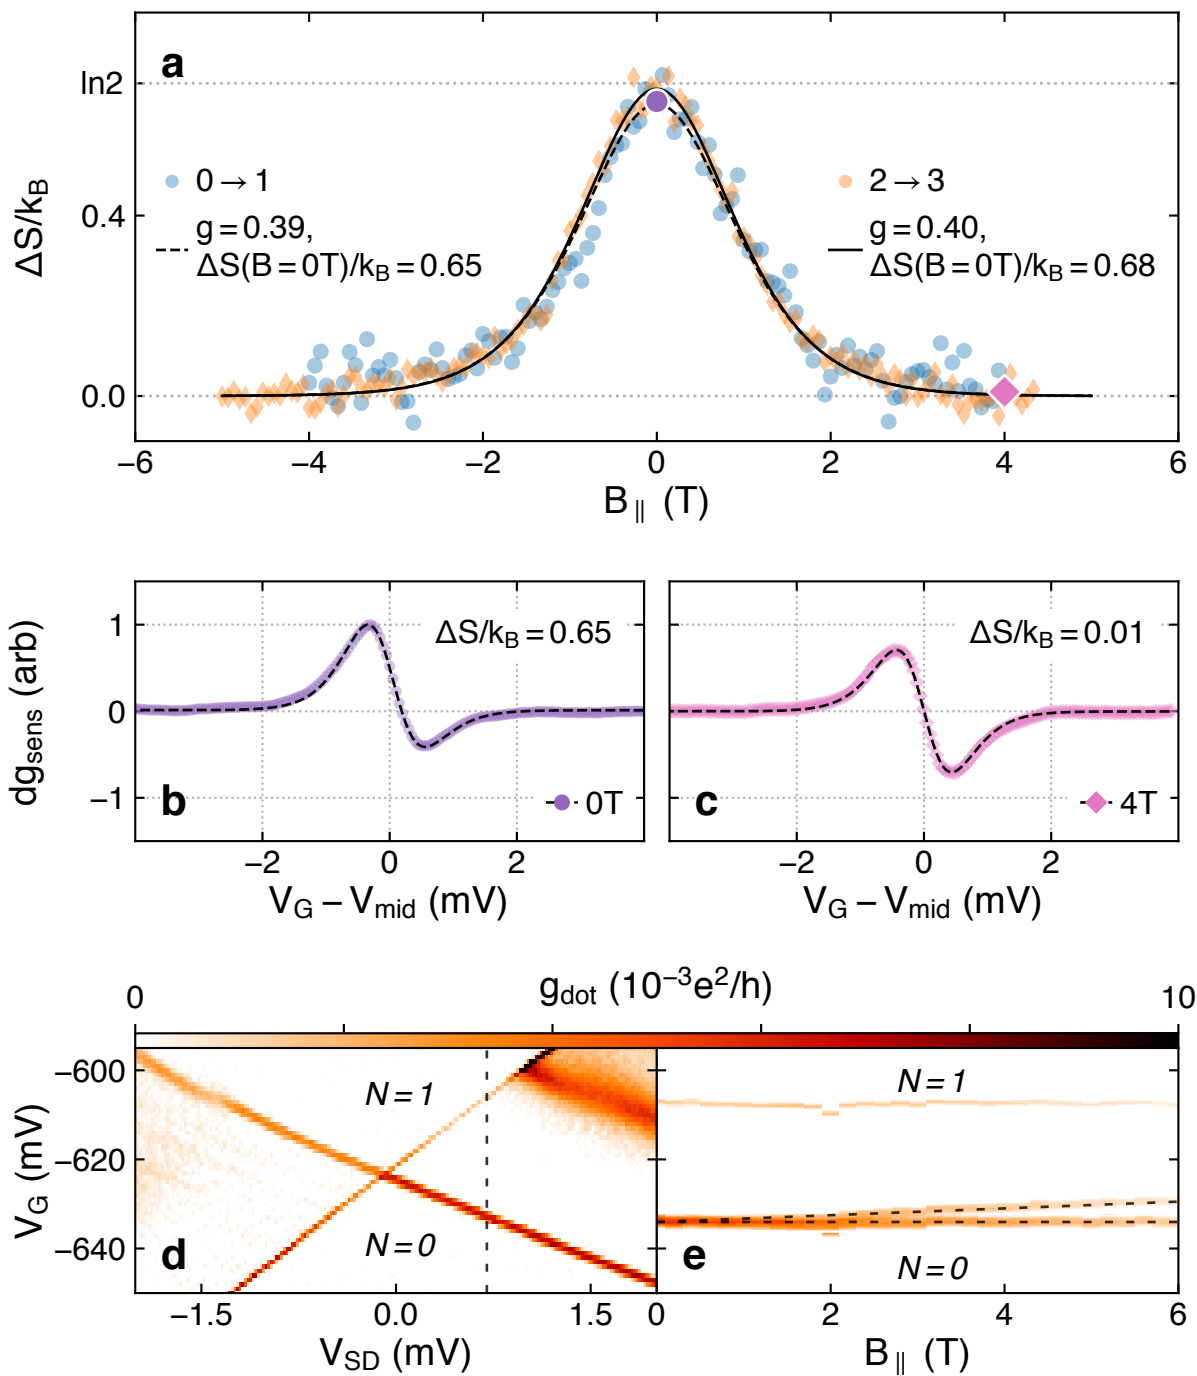 a
ln2
0.4
0.0
ΔS/k_B
0→1
g=0.39,
ΔS(B=0T)/k_B=0.65
2→3
g=0.40,
ΔS(B=0T)/k_B=0.68
−6 −4 −2 0 2 4 6
B_|| (T)
1
0
−1
dg_sens (arb)
ΔS/k_B=0.65
b
0T
−2 0 2
V_G − V_mid (mV)
ΔS/k_B=0.01
c
4T
−2 0 2
V_G − V_mid (mV)
g_dot (10⁻³e²/h)
0 10
−600
−620
−640
V_G (mV)
N=1
N=0
d
−1.5 0.0 1.5
V_SD (mV)
N=1
N=0
e
0 2 4 6
B_|| (T)